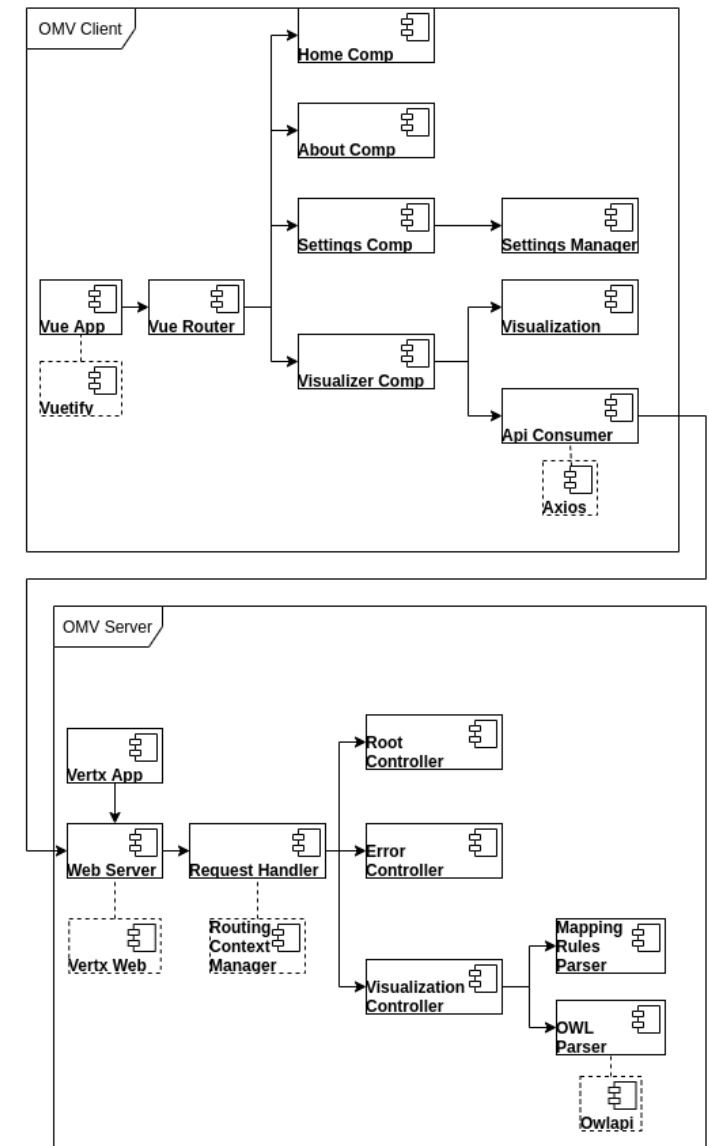 OMV Client
Home Comp
About Comp
Settings Comp
Settings Manager
Vue App
Vue Router
Visualization
Vuetify
Visualizer Comp
Api Consumer
Axios
OMV Server
Root
Controller
Vertx App
Web Server
Request Handler
Error
Controller
Vertx Web
Routing
Context
Manager
Mapping
Rules
Parser
Visualization
Controller
OWL
Parser
Owlapi